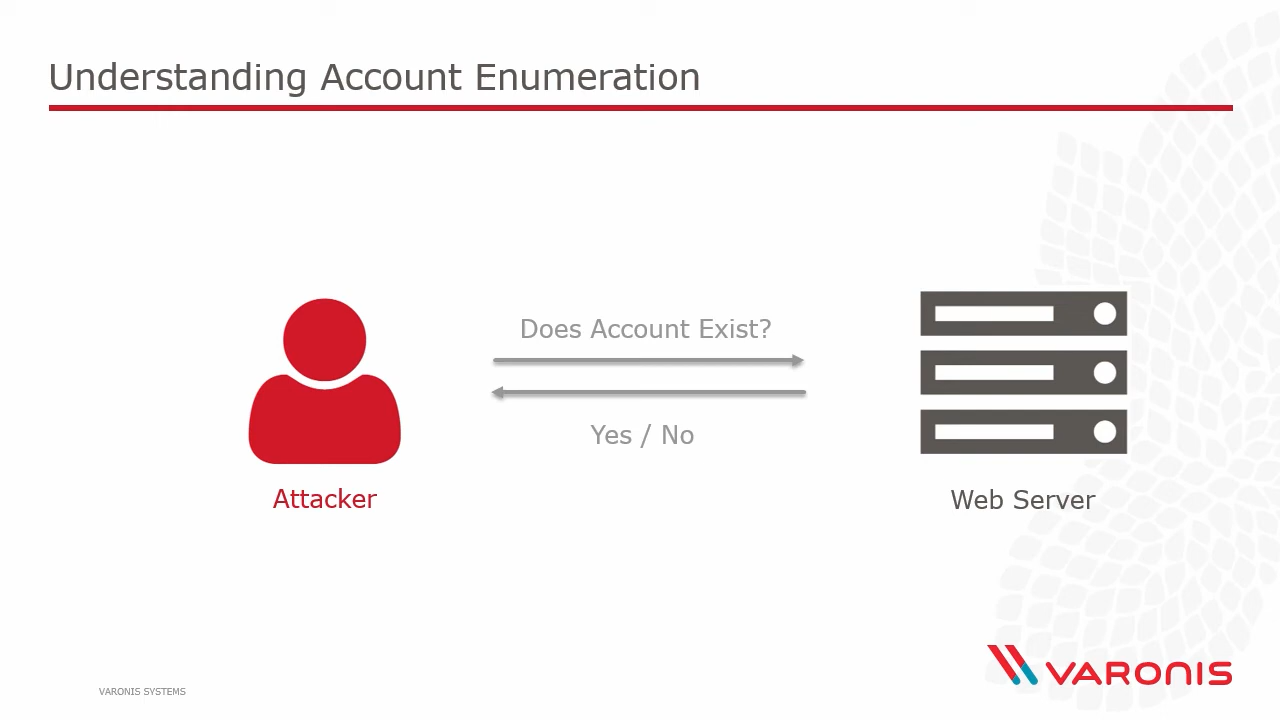 Understanding Account Enumeration
Does Account Exist?
Yes / No
Attacker
Web Server
VARONIS SYSTEMS
VARONIS